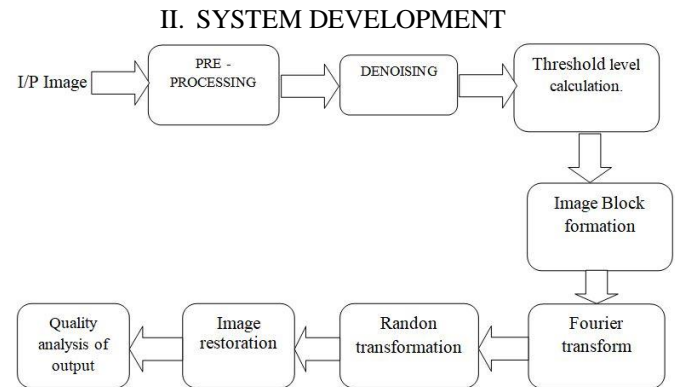 II. SYSTEM DEVELOPMENT
I/P Image
PRE -
PROCESSING
DENOISING
Threshold level
calculation.
Image Block
formation
Fourier
transform
Randon
transformation
Image
restoration
Quality
analysis of
output